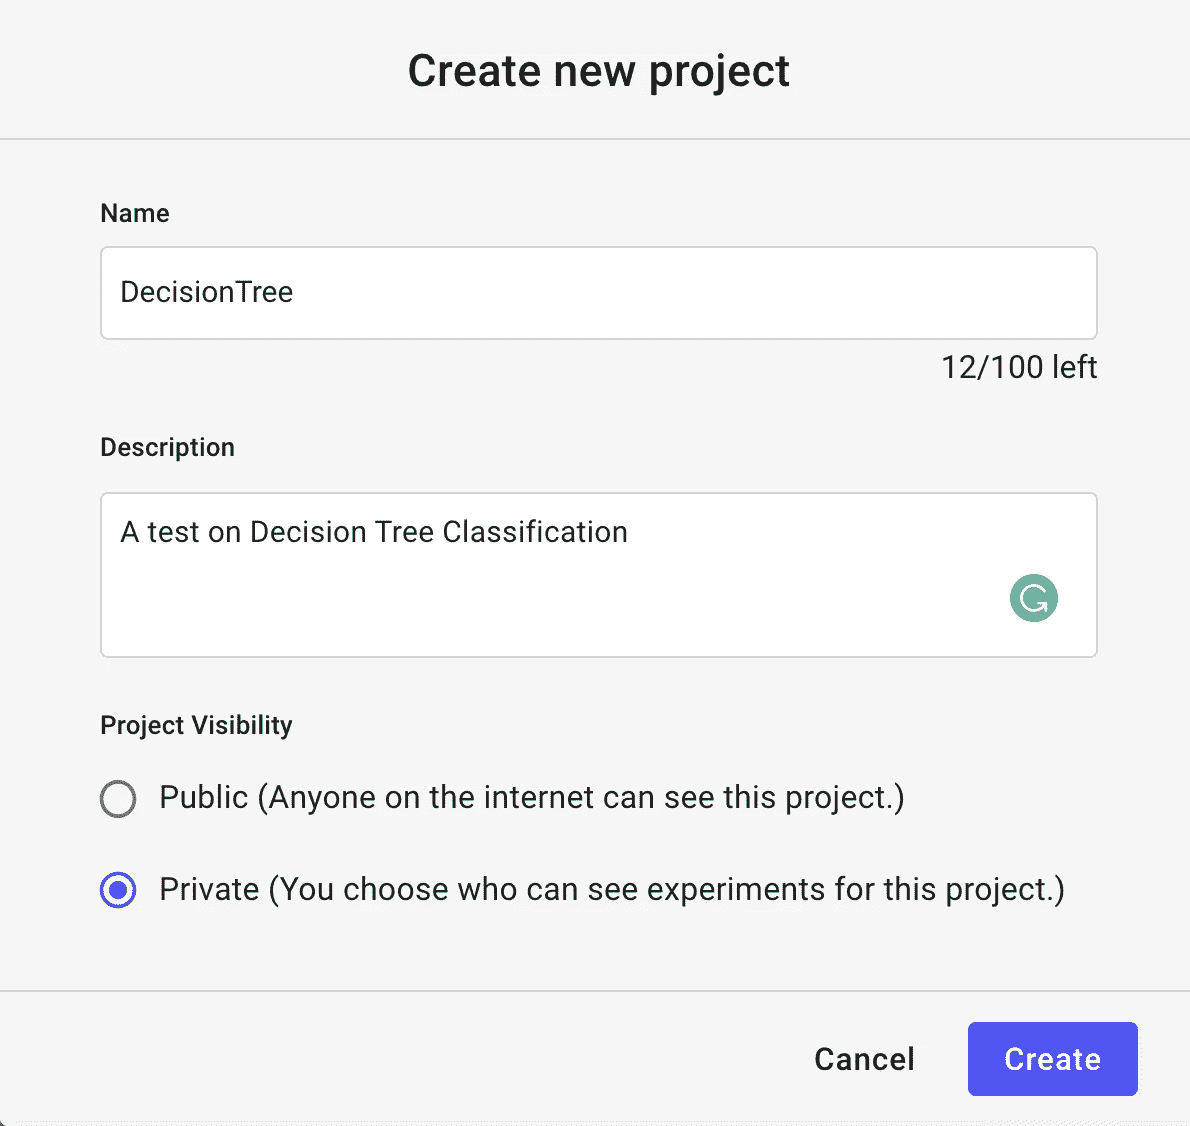 Create new project
Name
DecisionTree
12/100 left
Description
A test on Decision Tree Classification
Project Visibility
Public (Anyone on the internet can see this project.)
Private (You choose who can see experiments for this project.)
Cancel
Create